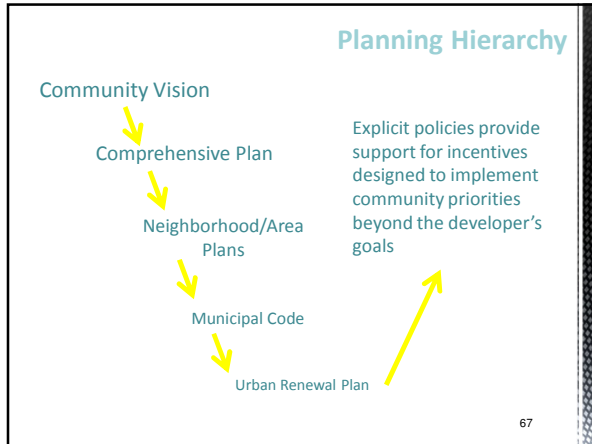 Planning Hierarchy
Community Vision
Comprehensive Plan
Neighborhood/Area
Plans
Municipal Code
Urban Renewal Plan
Explicit policies provide
support for incentives
designed to implement
community priorities
beyond the developer’s
goals
67